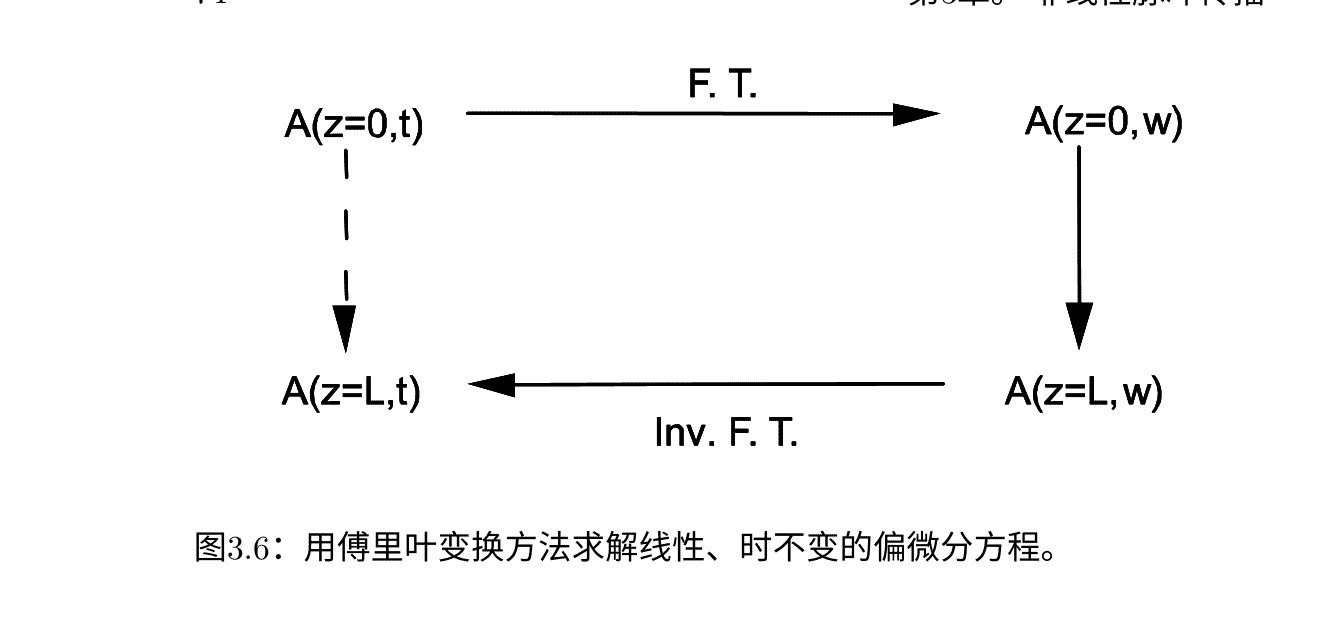 F. T.
A(z=0,t)
A(z=0,w)
A(z=L,t)
A(z=L,w)
Inv. F. T.
图3.6：用傅里叶变换方法求解线性、时不变的偏微分方程。